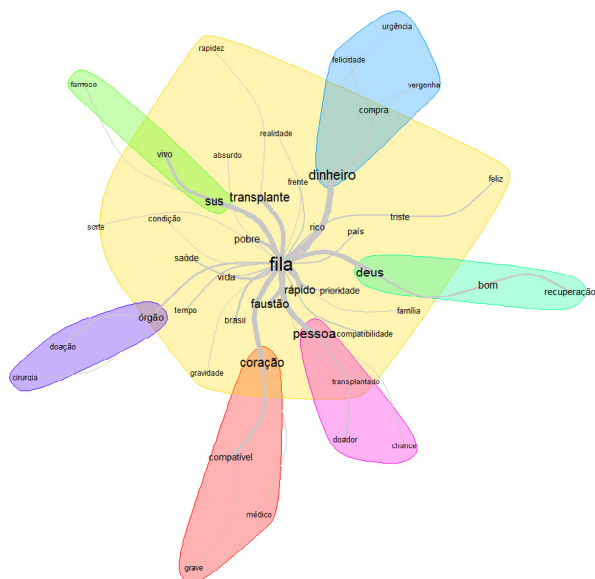 urgência
rapidez
felicidade
famoso
vergonha
compra
realidade
vivo
absurdo
dinheiro
feliz
frente
sus
transplante
triste
condição
sorte
rico
país
pobre
saúde
fila
deus
vida
bom
rápido
prioridade
recuperação
faustão
tempo
família
órgão
brasil
pessoa
compatibilidade
doação
coração
gravidade
cirurgia
transplantado
doador
chance
compatível
médico
grave